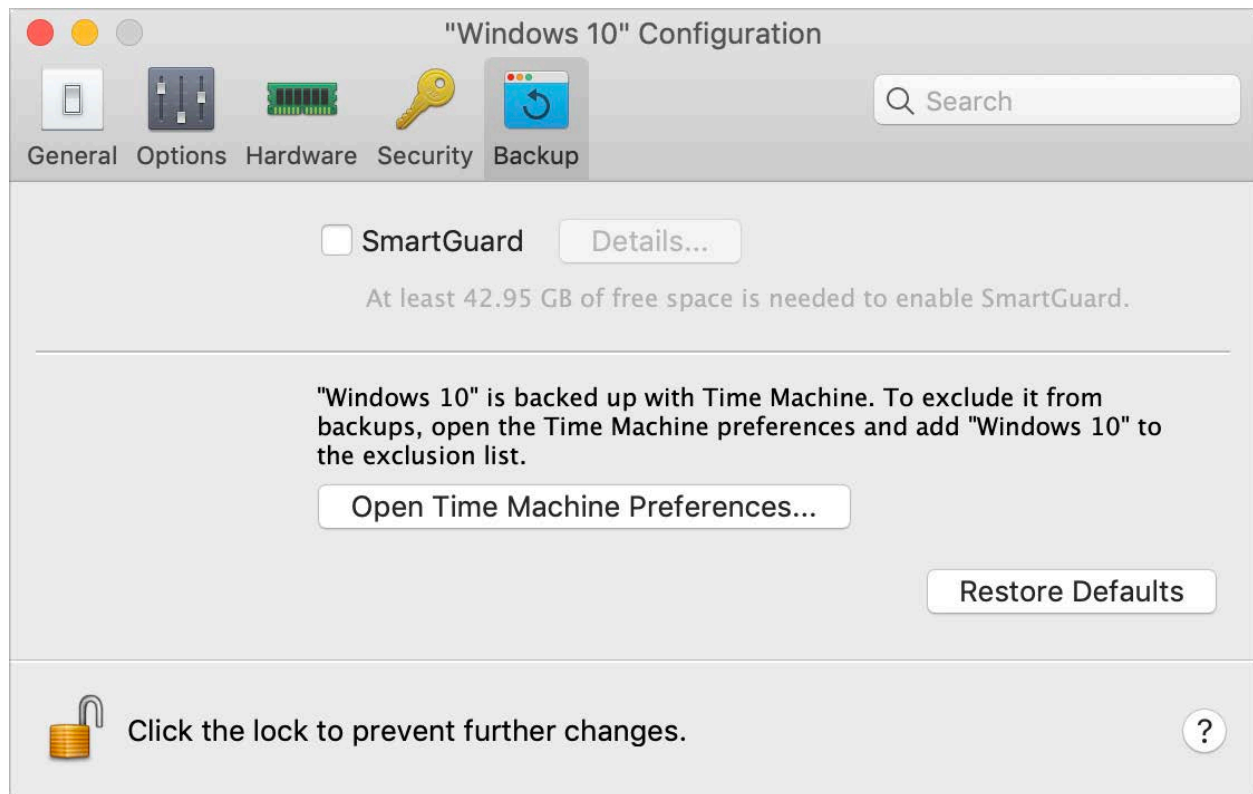 "Windows 10" Configuration
General Options Hardware Security Backup
Search
SmartGuard Details...
At least 42.95 GB of free space is needed to enable SmartGuard.
"Windows 10" is backed up with Time Machine. To exclude it from
backups, open the Time Machine preferences and add "Windows 10" to
the exclusion list.
Open Time Machine Preferences...
Restore Defaults
Click the lock to prevent further changes.
?